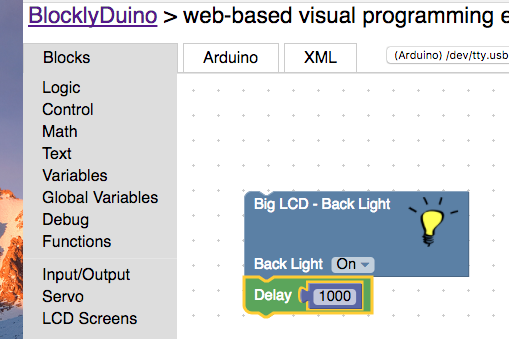 BlocklyDuino > web-based visual programming e
Blocks
Arduino
XML
(Arduino) /dev/tty.usb
Logic
Control
Math
Text
Variables
Global Variables
Debug
Functions
Input/Output
Servo
LCD Screens
Big LCD - Back Light
Back Light On
Delay 1000